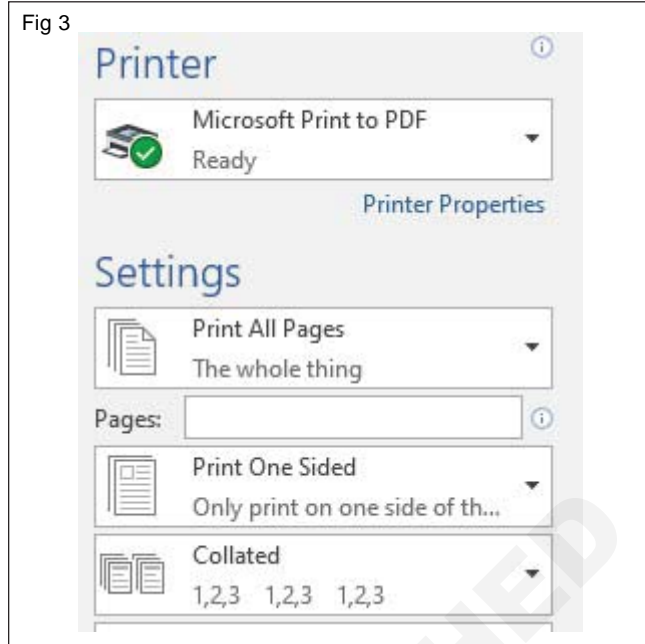 Fig 3
Printer
Microsoft Print to PDF
Ready
Printer Properties
Settings
Print All Pages
The whole thing
Pages:
Print One Sided
Only print on one side of th...
Collated
1,2,3 1,2,3 1,2,3